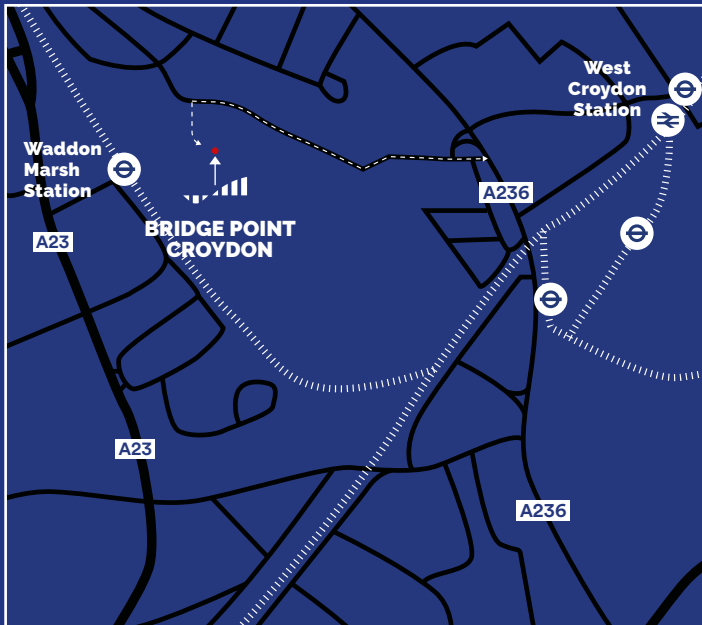 West
Croydon
Station
Waddon
Marsh
Station
A236
BRIDGE POINT
CROYDON
A23
A23
A236